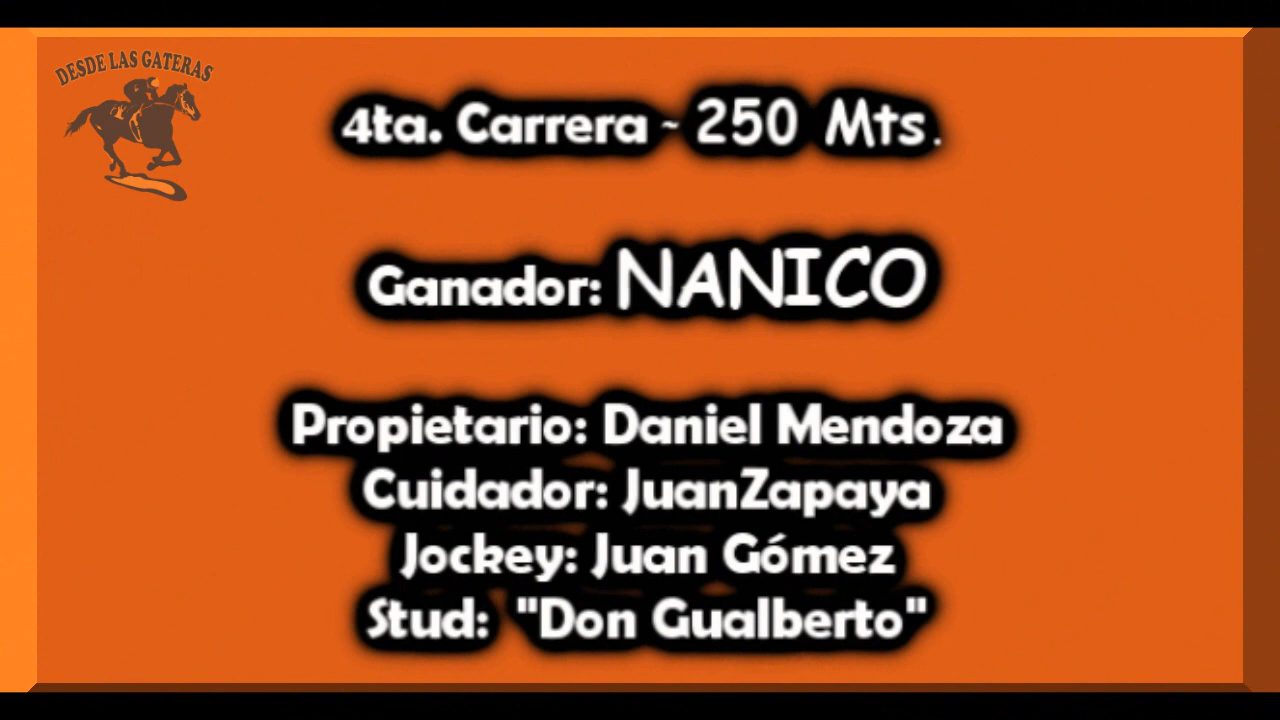 DESDE LAS GATERAS
4ta. Carrera - 250 Mts.
Ganador: NANICO
Propietario: Daniel Mendoza
Cuidador: JuanZapaya
Jockey: Juan Gómez
Stud: "Don Gualberto"